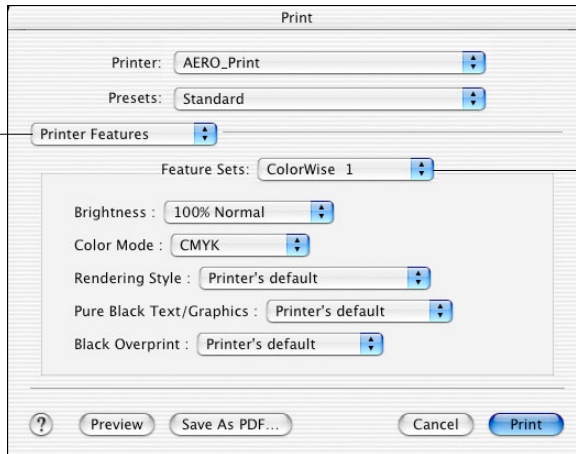 Print
Printer: AERO_Print
Presets: Standard
Printer Features
Feature Sets: ColorWise 1
Brightness : 100% Normal
Color Mode : CMYK
Rendering Style : Printer's default
Pure Black Text/Graphics : Printer's default
Black Overprint : Printer's default
? Preview Save As PDF... Cancel Print